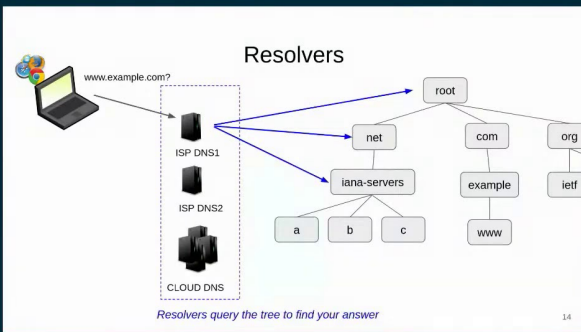 Resolvers
www.example.com?
root
net
com
org
ISP DNS1
iana-servers
example
ietf
ISP DNS2
a
b
c
www
CLOUD DNS
Resolvers query the tree to find your answer
14